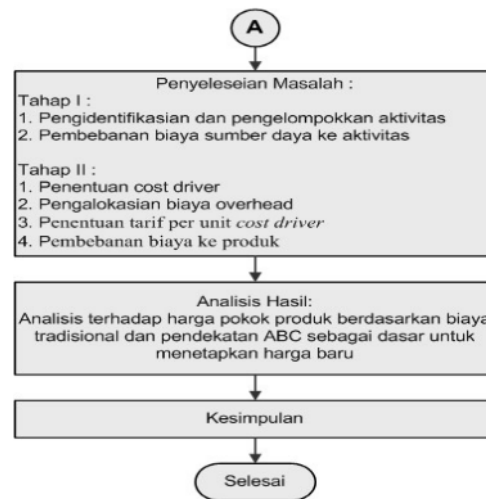 A
Penyeleseian Masalah :
Tahap I :
1. Pengidentifikasian dan pengelompokkan aktivitas
2. Pembebanan biaya sumber daya ke aktivitas
Tahap II :
1. Penentuan cost driver
2. Pengalokasian biaya overhead
3. Penentuan tarif per unit cost driver
4. Pembebanan biaya ke produk
Analisis Hasil:
Analisis terhadap harga pokok produk berdasarkan biaya
tradisional dan pendekatan ABC sebagai dasar untuk
menetapkan harga baru
Kesimpulan
Selesai